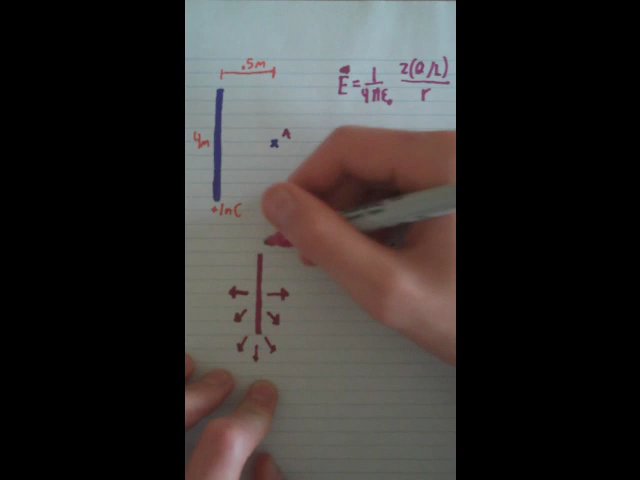 .5m
E = 1/4πε₀ 2(Q/L)/r
4m
A
+1nC